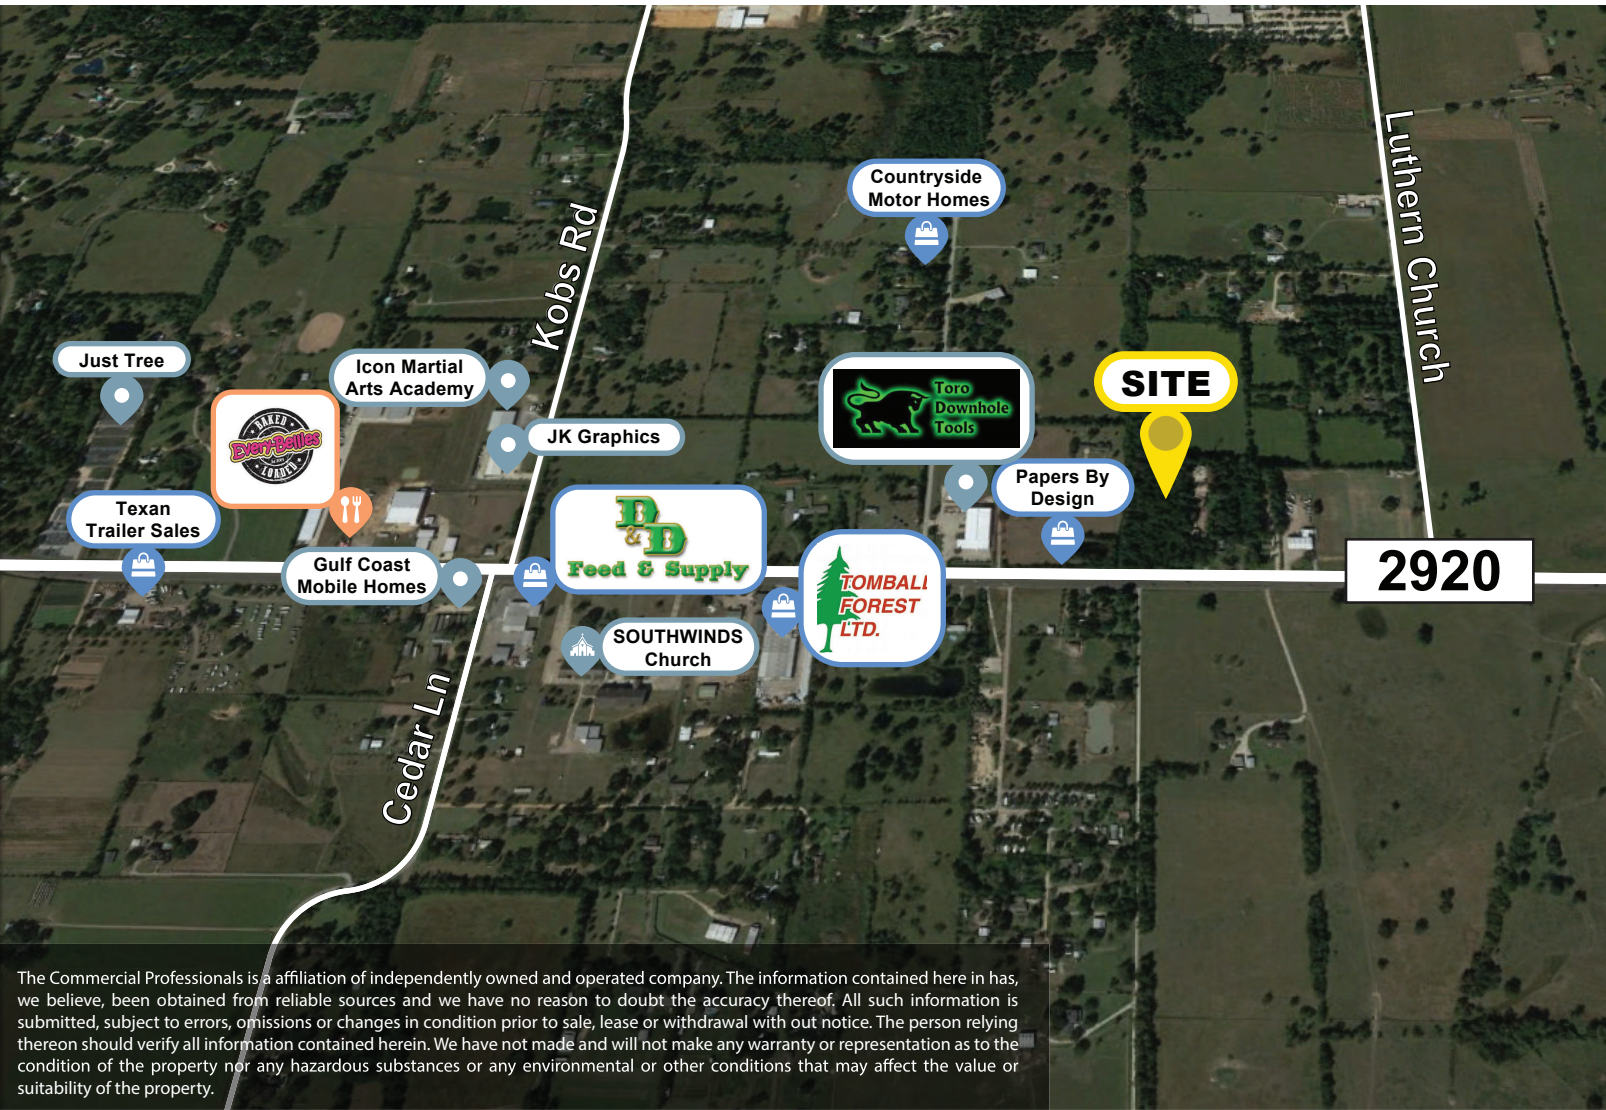 Luthern Church
Countryside
Motor Homes
Kobs Rd
Just Tree
Icon Martial
Arts Academy
BAKED
Every-Bellies
LOADED
JK Graphics
Toro
Downhole
Tools
SITE
Papers By
Design
Texan
Trailer Sales
D&D
Feed & Supply
Gulf Coast
Mobile Homes
TOMBALL
FOREST
LTD.
2920
SOUTHWINDS
Church
Cedar Ln
The Commercial Professionals is a affiliation of independently owned and operated company. The information contained here in has,
we believe, been obtained from reliable sources and we have no reason to doubt the accuracy thereof. All such information is
submitted, subject to errors, omissions or changes in condition prior to sale, lease or withdrawal with out notice. The person relying
thereon should verify all information contained herein. We have not made and will not make any warranty or representation as to the
condition of the property nor any hazardous substances or any environmental or other conditions that may affect the value or
suitability of the property.